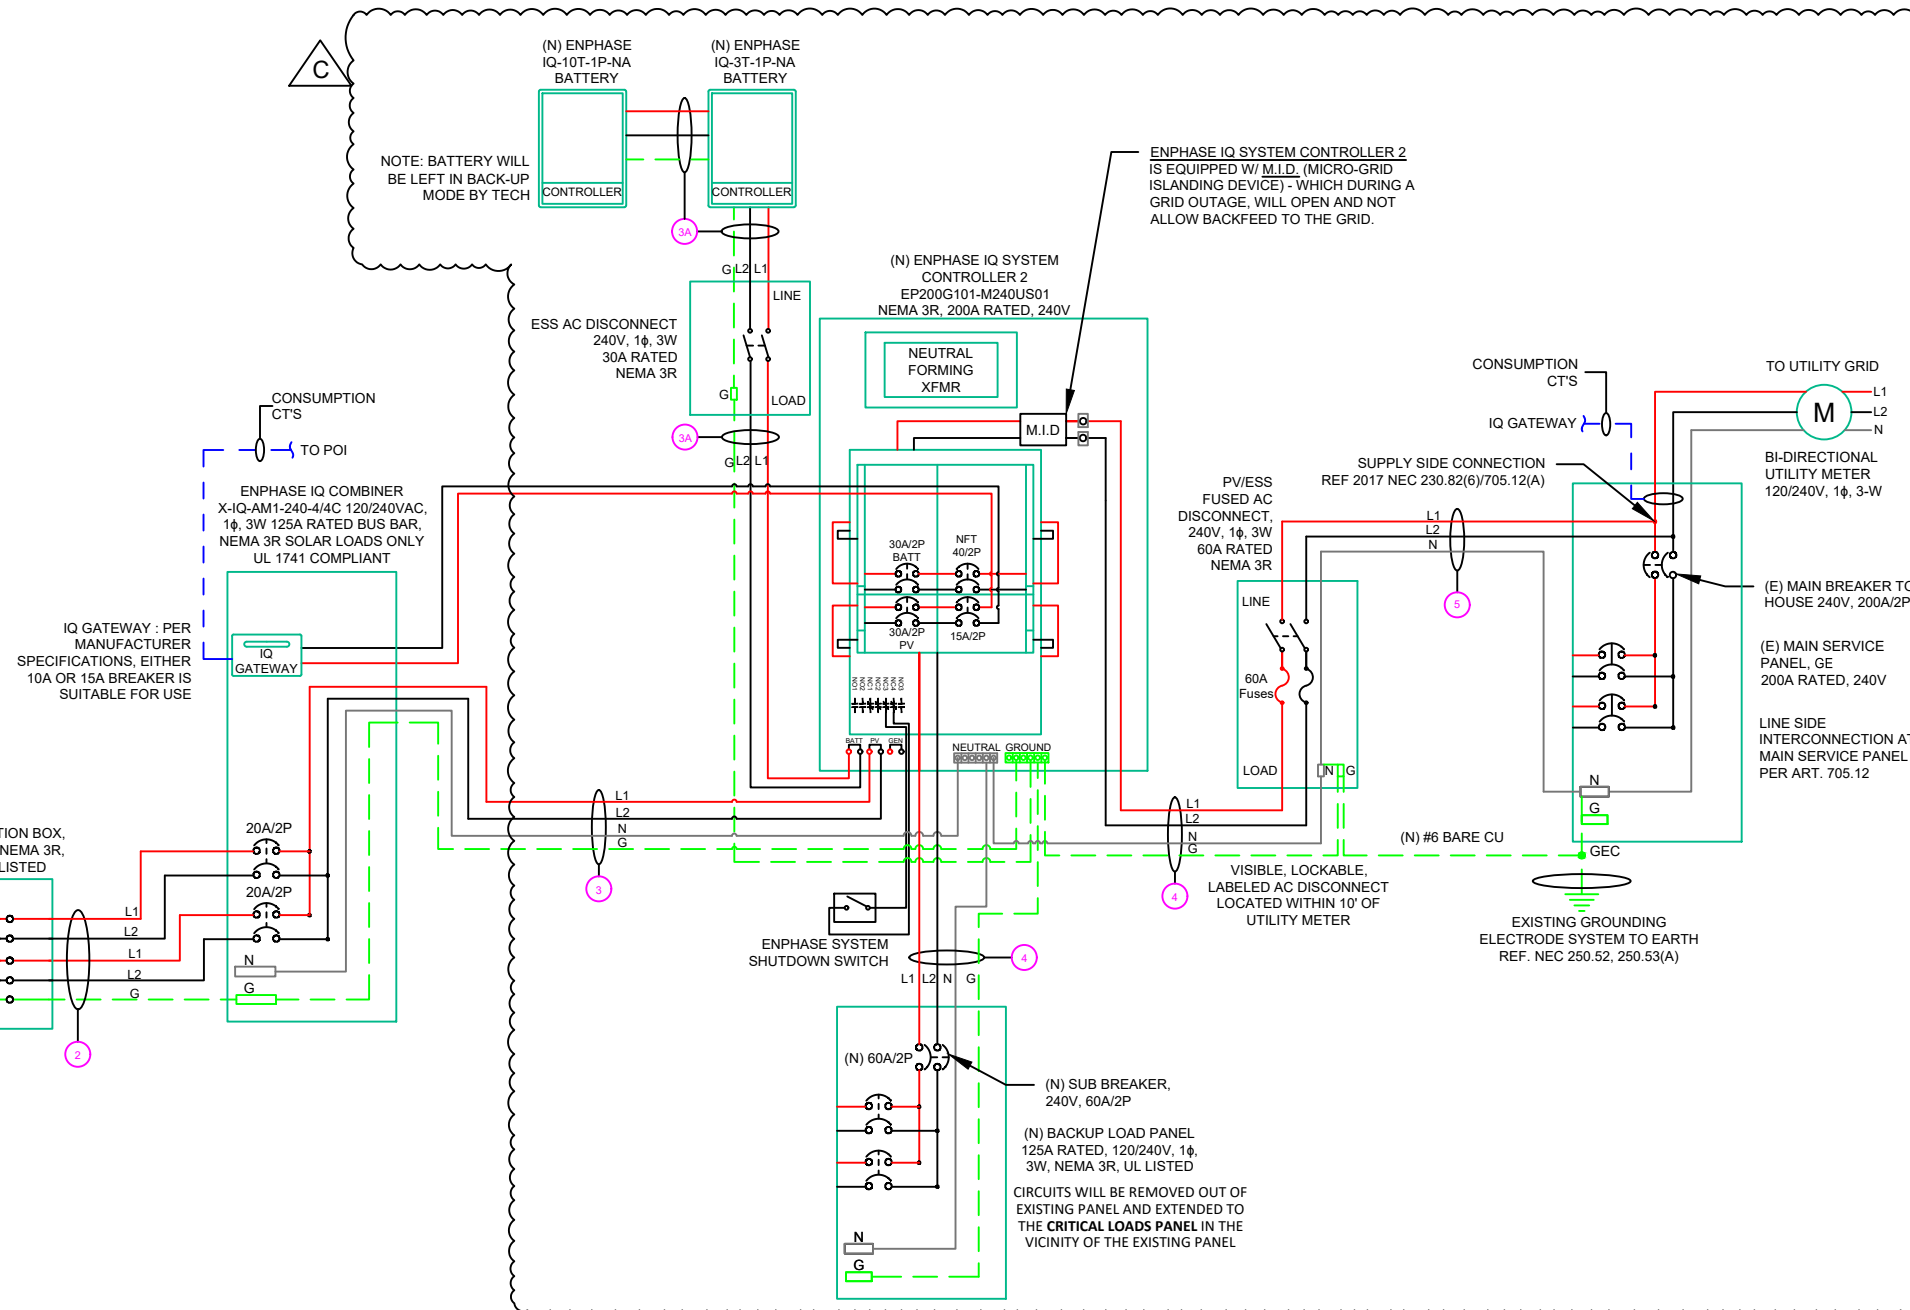 C
(N) ENPHASE
IQ-10T-1P-NA
BATTERY
(N) ENPHASE
IQ-3T-1P-NA
BATTERY
NOTE: BATTERY WILL
BE LEFT IN BACK-UP
MODE BY TECH
CONTROLLER
CONTROLLER
3A
G L2 L1
LINE
ESS AC DISCONNECT
240V, 1ϕ, 3W
30A RATED
NEMA 3R
G
LOAD
3A
G L2 L1
ENPHASE IQ SYSTEM CONTROLLER 2
IS EQUIPPED W/ M.I.D. (MICRO-GRID
ISLANDING DEVICE) - WHICH DURING A
GRID OUTAGE, WILL OPEN AND NOT
ALLOW BACKFEED TO THE GRID.
(N) ENPHASE IQ SYSTEM
CONTROLLER 2
EP200G101-M240US01
NEMA 3R, 200A RATED, 240V
NEUTRAL
FORMING
XFMR
M.I.D
30A/2P
BATT
NFT
40/2P
30A/2P
PV
15A/2P
NO1
NO2
NC1
NC2
NC3
NC4
NO3
BATT
PV
GEN
NEUTRAL
GROUND
CONSUMPTION
CT'S
TO POI
ENPHASE IQ COMBINER
X-IQ-AM1-240-4/4C 120/240VAC,
1ϕ, 3W 125A RATED BUS BAR,
NEMA 3R SOLAR LOADS ONLY
UL 1741 COMPLIANT
IQ GATEWAY : PER
MANUFACTURER
SPECIFICATIONS, EITHER
10A OR 15A BREAKER IS
SUITABLE FOR USE
IQ
GATEWAY
20A/2P
20A/2P
N
G
TION BOX,
NEMA 3R,
LISTED
L1
L2
L1
L2
G
2
L1
L2
N
G
3
ENPHASE SYSTEM
SHUTDOWN SWITCH
L1 L2 N G
4
(N) 60A/2P
(N) SUB BREAKER,
240V, 60A/2P
(N) BACKUP LOAD PANEL
125A RATED, 120/240V, 1ϕ,
3W, NEMA 3R, UL LISTED
CIRCUITS WILL BE REMOVED OUT OF
EXISTING PANEL AND EXTENDED TO
THE CRITICAL LOADS PANEL IN THE
VICINITY OF THE EXISTING PANEL
N
G
L1
L2
N
G
4
PV/ESS
FUSED AC
DISCONNECT,
240V, 1ϕ, 3W
60A RATED
NEMA 3R
LINE
60A
Fuses
LOAD
N
G
VISIBLE, LOCKABLE,
LABELED AC DISCONNECT
LOCATED WITHIN 10' OF
UTILITY METER
L1
L2
N
5
CONSUMPTION
CT'S
IQ GATEWAY
SUPPLY SIDE CONNECTION
REF 2017 NEC 230.82(6)/705.12(A)
TO UTILITY GRID
M
L1
L2
N
BI-DIRECTIONAL
UTILITY METER
120/240V, 1ϕ, 3-W
(E) MAIN BREAKER TO
HOUSE 240V, 200A/2P
(E) MAIN SERVICE
PANEL, GE
200A RATED, 240V
LINE SIDE
INTERCONNECTION AT
MAIN SERVICE PANEL
PER ART. 705.12
N
G
(N) #6 BARE CU
GEC
EXISTING GROUNDING
ELECTRODE SYSTEM TO EARTH
REF. NEC 250.52, 250.53(A)